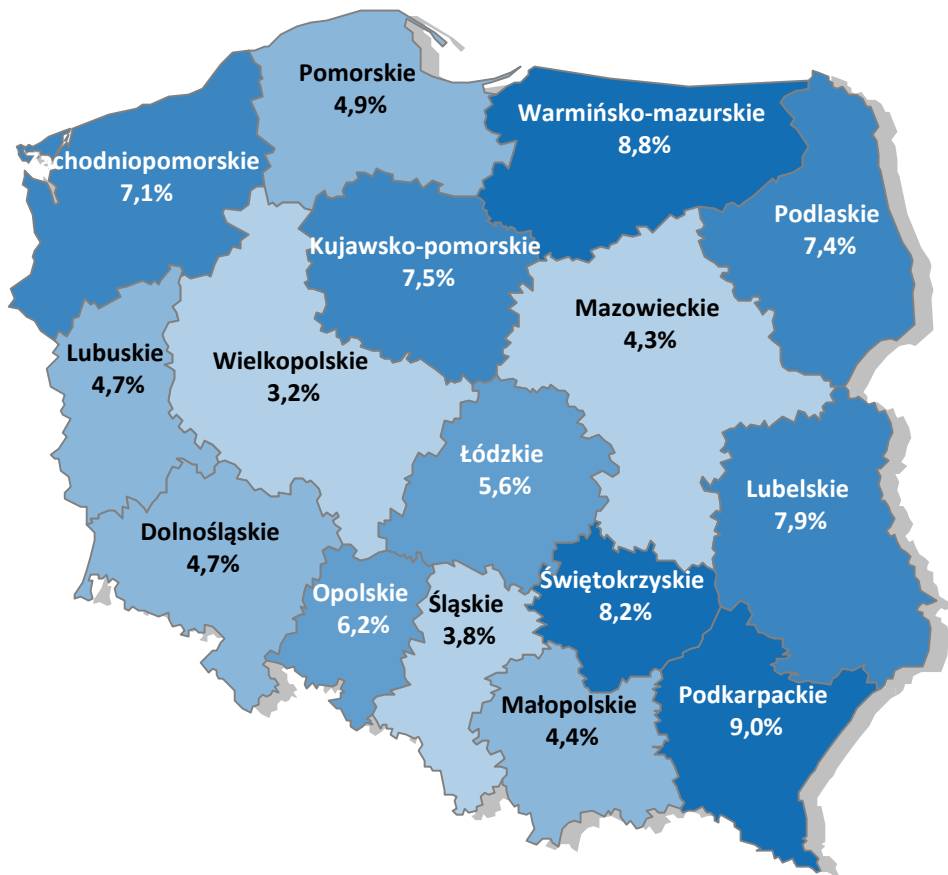 Pomorskie
4,9%
Warmińsko-mazurskie
8,8%
Zachodniopomorskie
7,1%
Podlaskie
7,4%
Kujawsko-pomorskie
7,5%
Mazowieckie
4,3%
Lubuskie
4,7%
Wielkopolskie
3,2%
Łódzkie
5,6%
Lubelskie
7,9%
Dolnośląskie
4,7%
Opolskie
6,2%
Śląskie
3,8%
Świętokrzyskie
8,2%
Małopolskie
4,4%
Podkarpackie
9,0%